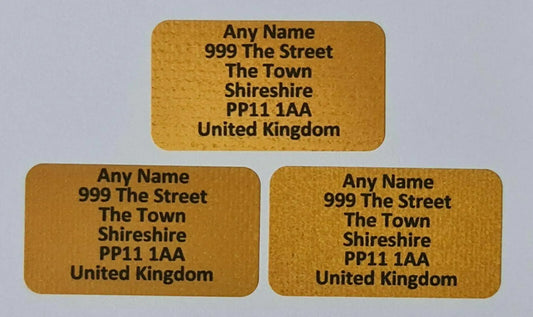 Any Name
999 The Street
The Town
Shireshire
PP11 1AA
United Kingdom
Any Name
999 The Street
The Town
Shireshire
PP11 1AA
United Kingdom
Any Name
999 The Street
The Town
Shireshire
PP11 1AA
United Kingdom